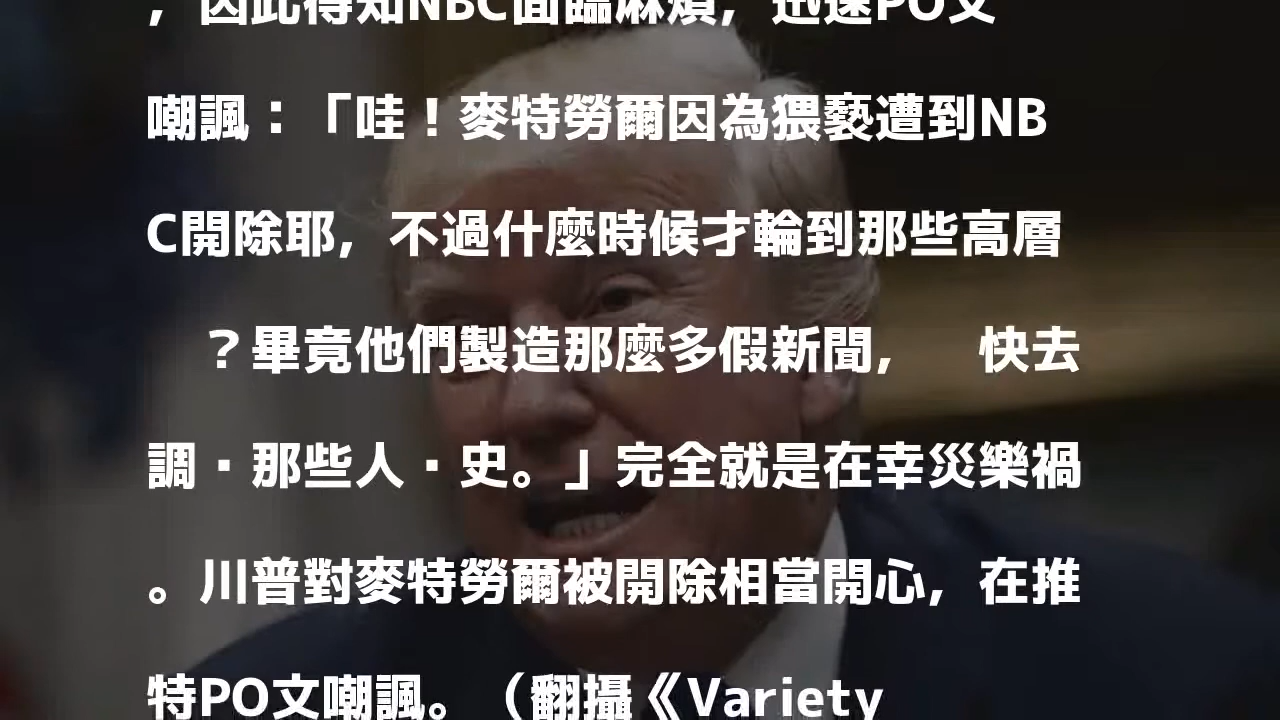 ，因此得知NBC面臨麻煩，迅速PO文
嘲諷：「哇！麥特勞爾因為猥褻遭到NB
C開除耶，不過什麼時候才輪到那些高層
？畢竟他們製造那麼多假新聞，　快去
調▪那些人▪史。」完全就是在幸災樂禍
。川普對麥特勞爾被開除相當開心，在推
特PO文嘲諷。（翻攝《Variety